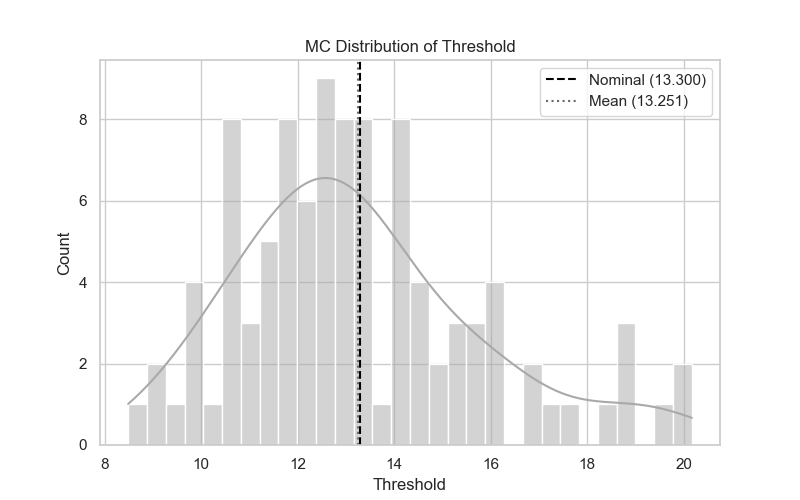 MC Distribution of Threshold
Nominal (13.300)
Mean (13.251)
Count
8
6
4
2
0
8 10 12 14 16 18 20
Threshold